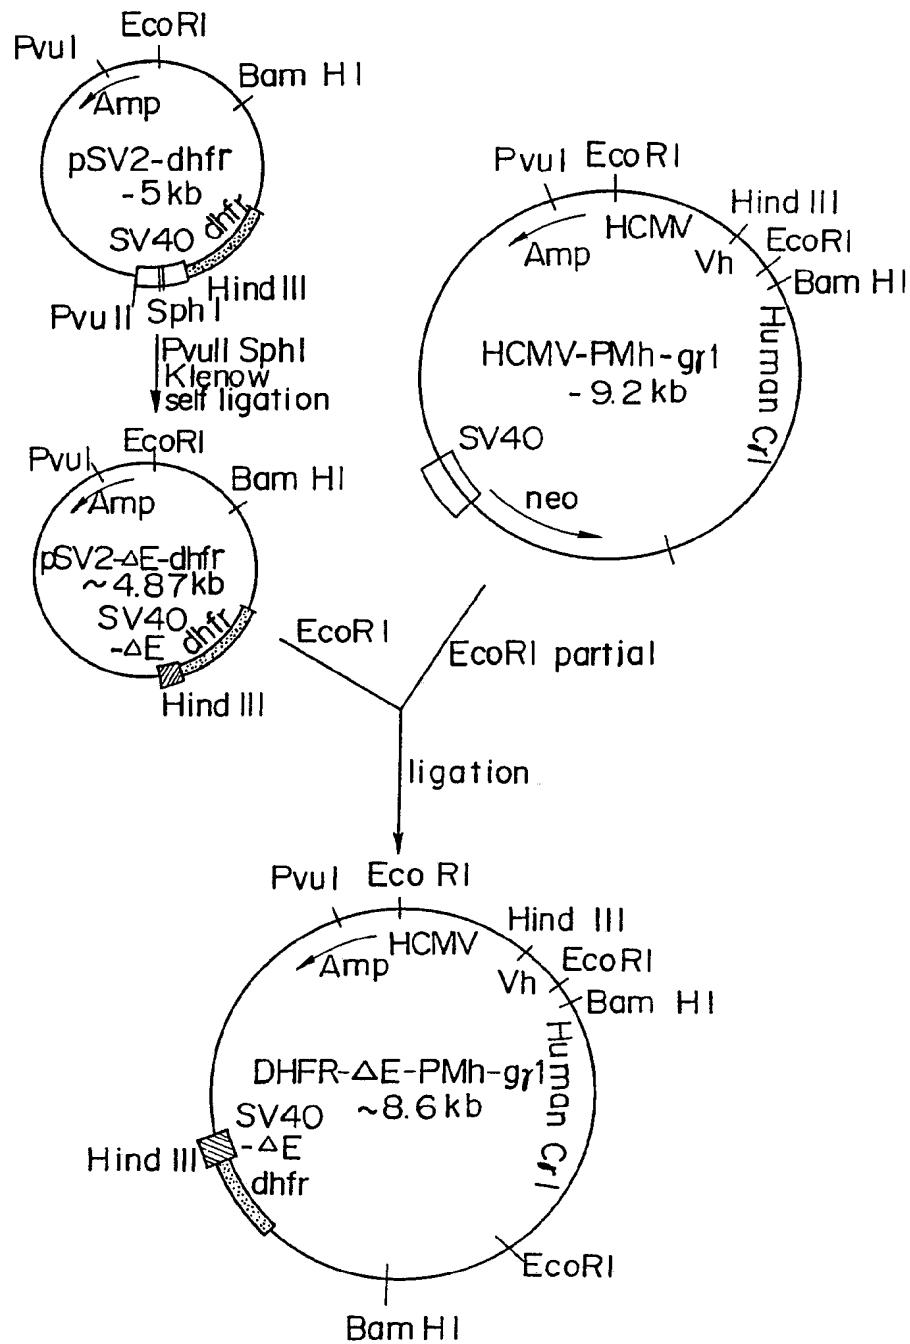 EcoRI
PvuI
Bam HI
Amp
pSV2-dhfr
-5kb
dhfr
SV40
Hind III
PvuII
SphI
PvuII SphI
Klenow
self ligation
EcoRI
PvuI
HCMV
Hind III
Amp
Vh
EcoRI
Bam HI
HCMV-PMh-gγ1
-9.2 kb
Human Cγ1
SV40
neo
EcoRI
PvuI
Bam HI
Amp
pSV2-ΔE-dhfr
~4.87kb
SV40
-ΔE
dhfr
Hind III
EcoRI
EcoRI partial
ligation
PvuI
Eco RI
Hind III
HCMV
Amp
Vh
EcoRI
Bam HI
DHFR-ΔE-PMh-gγ1
~8.6 kb
Human Cγ1
SV40
-ΔE
Hind III
dhfr
EcoRI
Bam HI